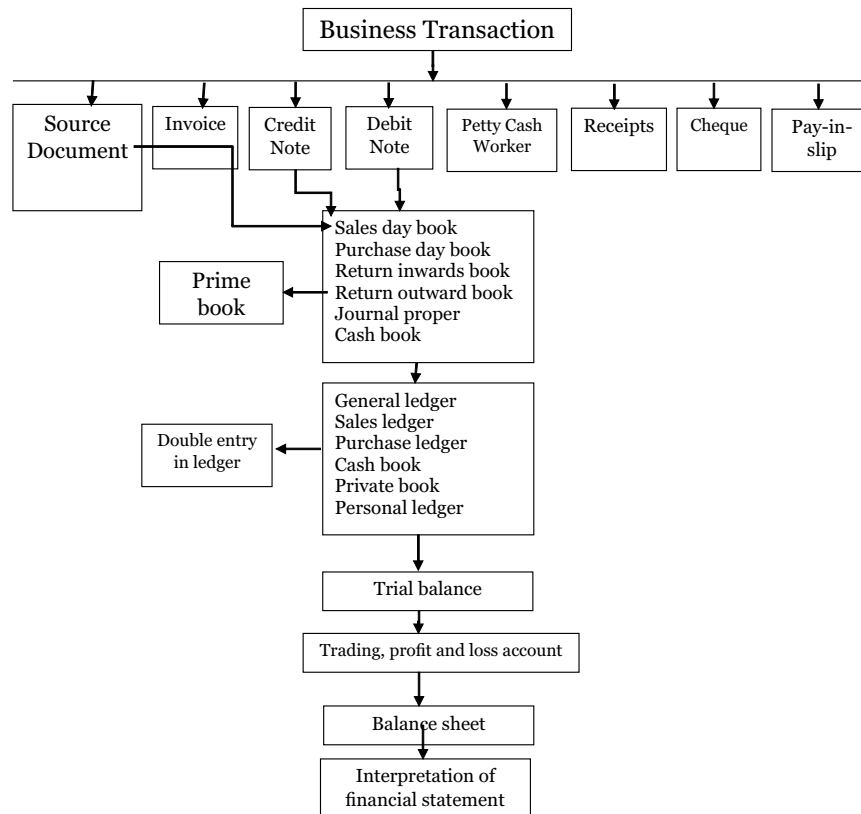 Business Transaction
Source
Document
Invoice
Credit
Note
Debit
Note
Petty Cash
Worker
Receipts
Cheque
Pay-in-
slip
Sales day book
Purchase day book
Return inwards book
Return outward book
Journal proper
Cash book
Prime
book
General ledger
Sales ledger
Purchase ledger
Cash book
Private book
Personal ledger
Double entry
in ledger
Trial balance
Trading, profit and loss account
Balance sheet
Interpretation of
financial statement